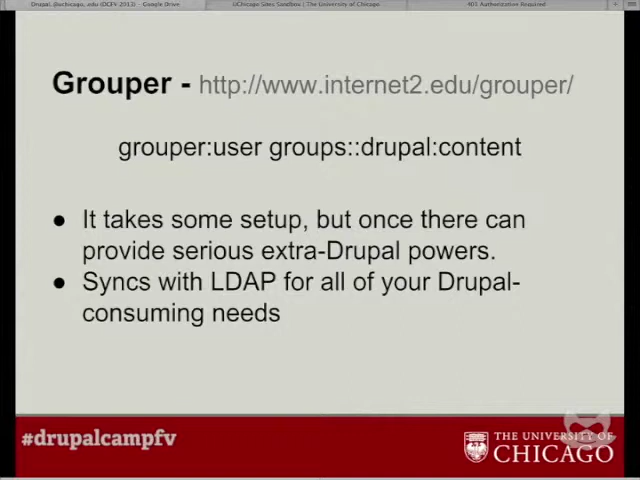 Drupal, @uchicago, .edu (DCFV 2013) - Google Drive
UChicago Sites Sandbox | The University of Chicago
401 Authorization Required
Grouper - http://www.internet2.edu/grouper/
grouper:user groups::drupal:content
● It takes some setup, but once there can
provide serious extra-Drupal powers.
● Syncs with LDAP for all of your Drupal-
consuming needs
#drupalcampfv
THE UNIVERSITY OF
CHICAGO